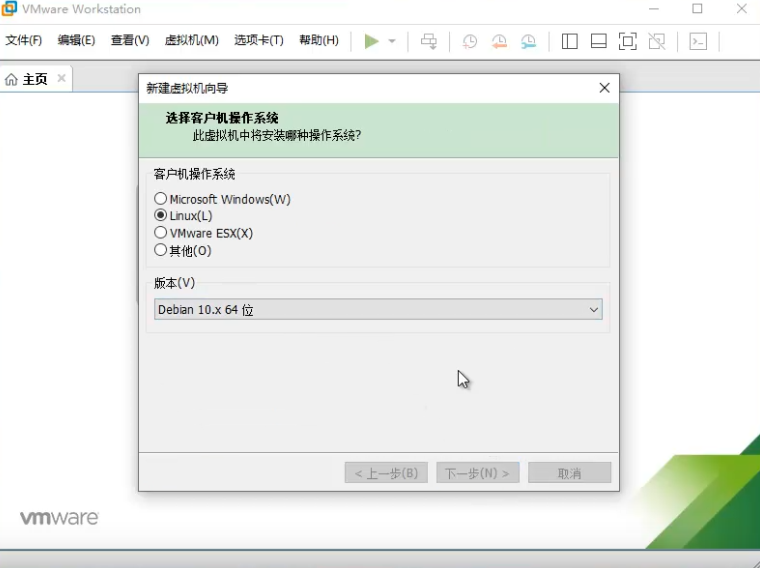 VMware Workstation
文件(F) 编辑(E) 查看(V) 虚拟机(M) 选项卡(T) 帮助(H)
主页
新建虚拟机向导
选择客户机操作系统
此虚拟机中将安装哪种操作系统?
客户机操作系统
Microsoft Windows(W)
Linux(L)
VMware ESX(X)
其他(O)
版本(V)
Debian 10.x 64 位
< 上一步(B) 下一步(N) > 取消
vmware